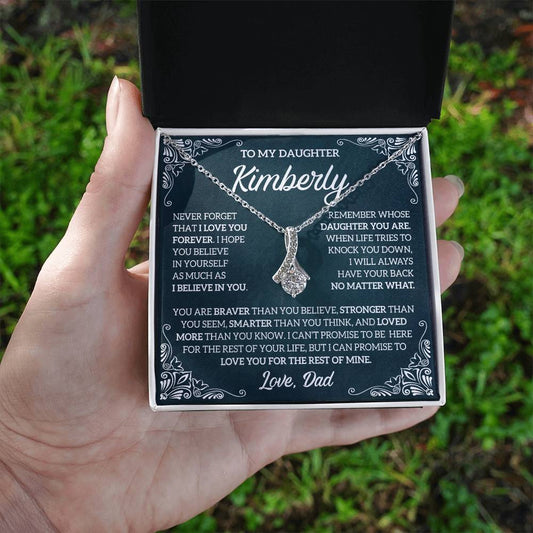 TO MY DAUGHTER
Kimberly
NEVER FORGET
THAT I LOVE YOU
FOREVER. I HOPE
YOU BELIEVE
IN YOURSELF
AS MUCH AS
I BELIEVE IN YOU.
REMEMBER WHOSE
DAUGHTER YOU ARE.
WHEN LIFE TRIES TO
KNOCK YOU DOWN,
I WILL ALWAYS
HAVE YOUR BACK
NO MATTER WHAT.
YOU ARE BRAVER THAN YOU BELIEVE, STRONGER THAN
YOU SEEM, SMARTER THAN YOU THINK, AND LOVED
MORE THAN YOU KNOW. I CAN'T PROMISE TO BE HERE
FOR THE REST OF YOUR LIFE, BUT I CAN PROMISE TO
LOVE YOU FOR THE REST OF MINE.
Love, Dad